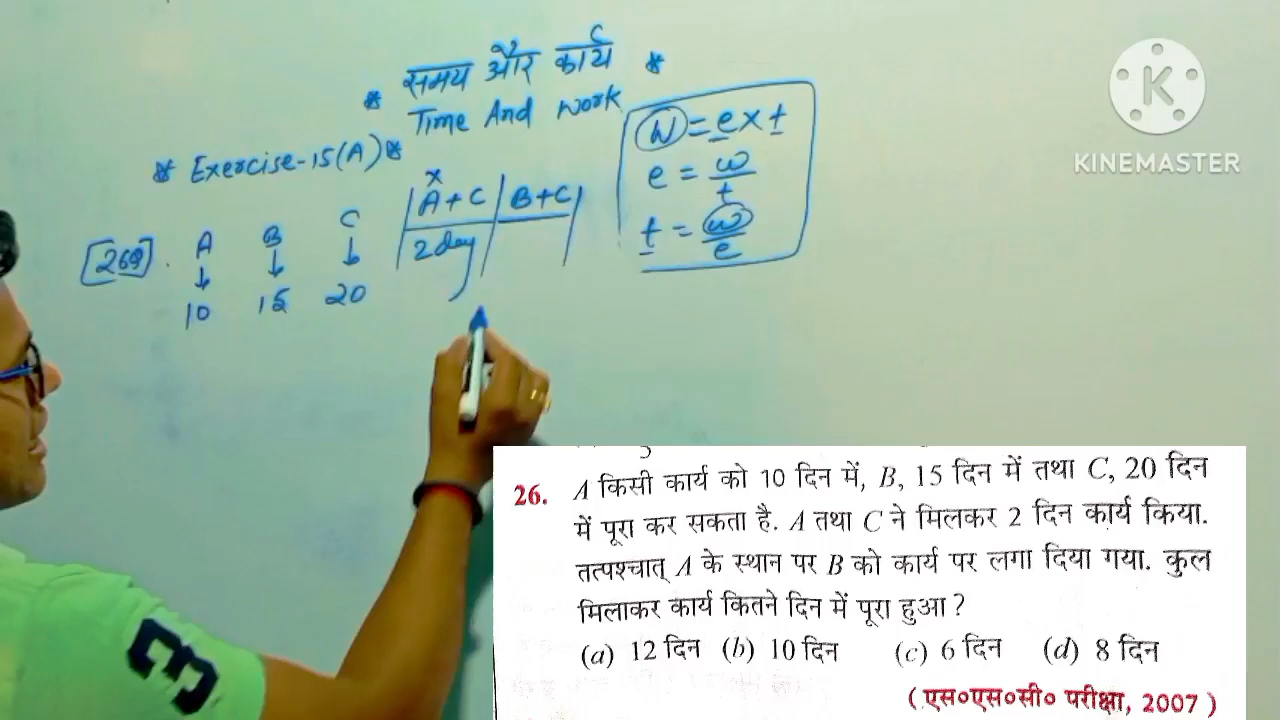 * समय और कार्य *
Time And Work
* Exercise-15(A) *
W = e x t
e = w/t
t = w/e
[26Q]. A B C
10 15 20
x
A + C | B + C
2 day
KINEMASTER
26. A किसी कार्य को 10 दिन में, B, 15 दिन में तथा C, 20 दिन
में पूरा कर सकता है. A तथा C ने मिलकर 2 दिन कार्य किया.
तत्पश्चात् A के स्थान पर B को कार्य पर लगा दिया गया. कुल
मिलाकर कार्य कितने दिन में पूरा हुआ ?
(a) 12 दिन (b) 10 दिन (c) 6 दिन (d) 8 दिन
(एस०एस०सी० परीक्षा, 2007)
3